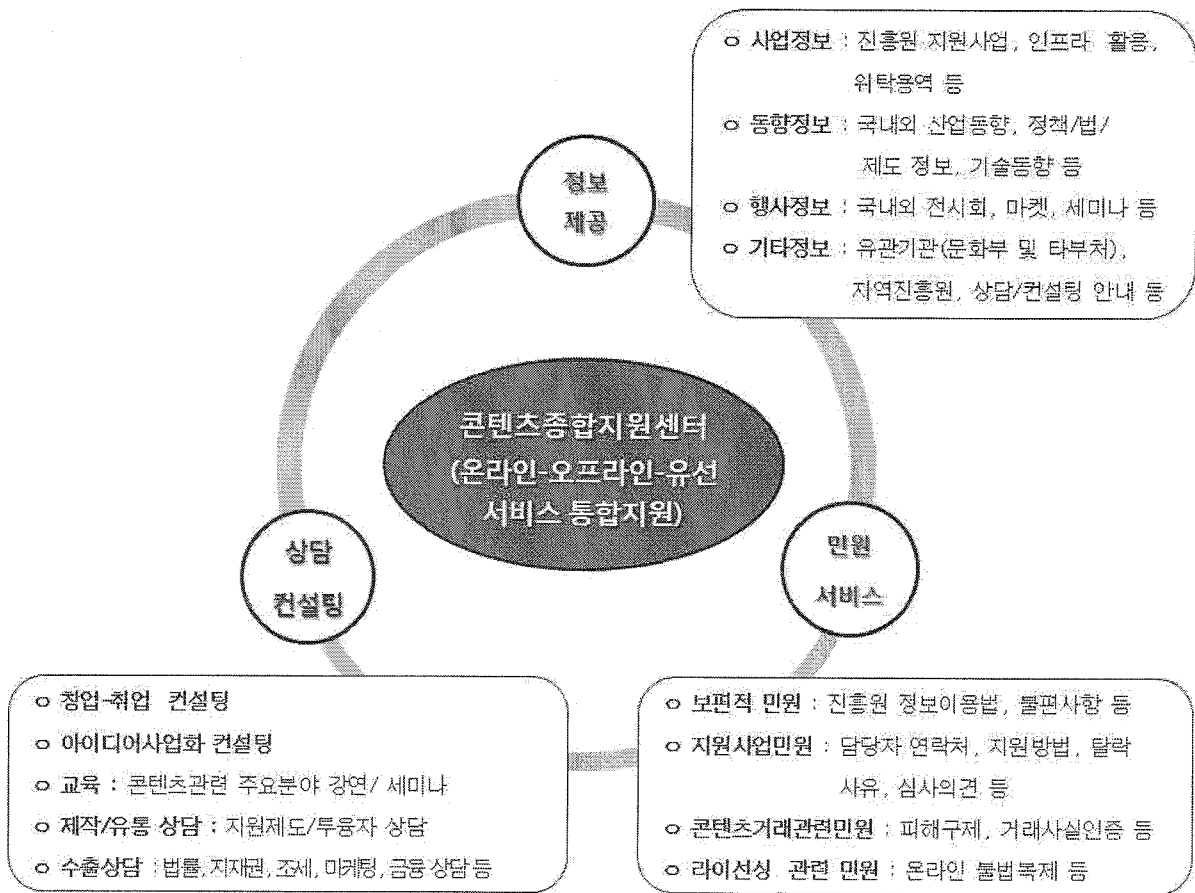 ㅇ 사업정보 : 진흥원 지원사업, 인프라 활용,
위탁용역 등
ㅇ 동향정보 : 국내외 산업동향, 정책/법/
제도 정보, 기술동향 등
ㅇ 행사정보 : 국내외 전시회, 마켓, 세미나 등
ㅇ 기타정보 : 유관기관(문화부 및 타부처),
지역진흥원, 상담/컨설팅 안내 등
정보
제공
콘텐츠종합지원센터
(온라인-오프라인-유선
서비스 통합지원)
상담
컨설팅
민원
서비스
ㅇ 창업-취업 컨설팅
ㅇ 아이디어사업화 컨설팅
ㅇ 교육 : 콘텐츠관련 주요분야 강연/ 세미나
ㅇ 제작/유통 상담 : 지원제도/투융자 상담
ㅇ 수출상담 : 법률, 지재권, 조세, 마케팅, 금융 상담 등
ㅇ 보편적 민원 : 진흥원 정보이용법, 불편사항 등
ㅇ 지원사업민원 : 담당자 연락처, 지원방법, 탈락
사유, 심사의견 등
ㅇ 콘텐츠거래관련민원 : 피해구제, 거래사실인증 등
ㅇ 라이선싱 관련 민원 : 온라인 불법복제 등